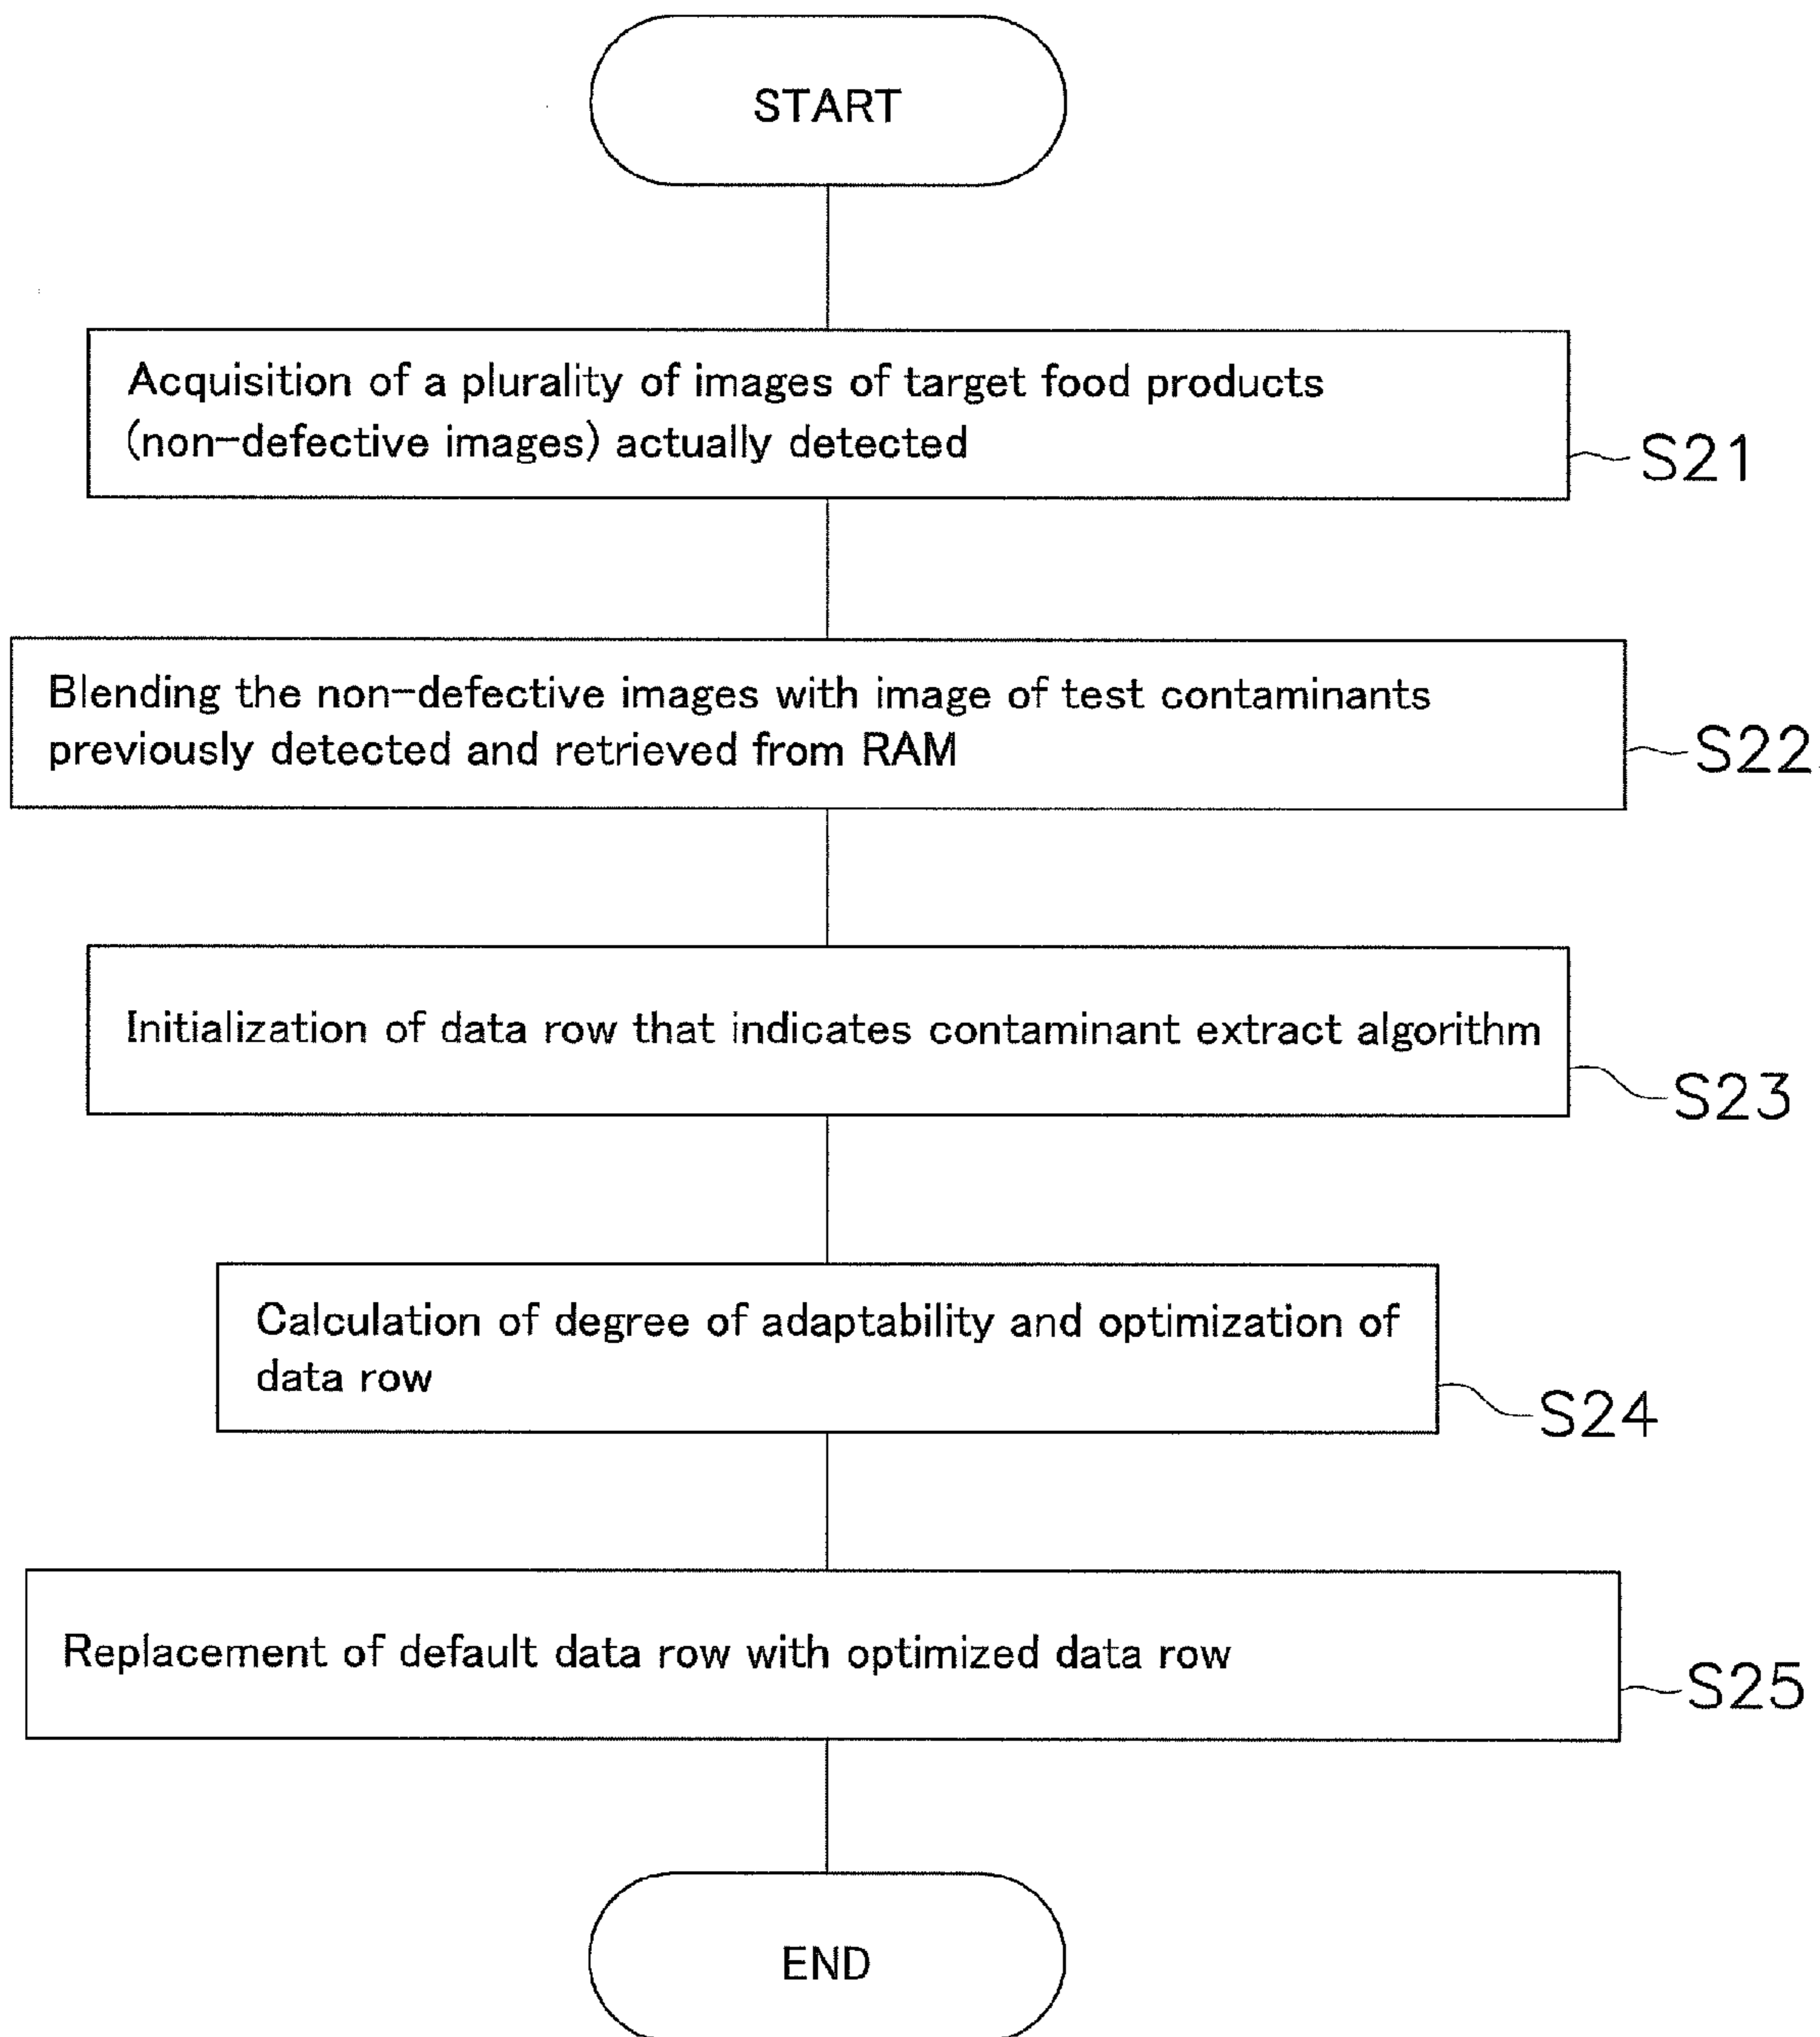 START
Acquisition of a plurality of images of target food products
(non-defective images) actually detected
S21
Blending the non-defective images with image of test contaminants
previously detected and retrieved from RAM
S22
Initialization of data row that indicates contaminant extract algorithm
S23
Calculation of degree of adaptability and optimization of
data row
S24
Replacement of default data row with optimized data row
S25
END